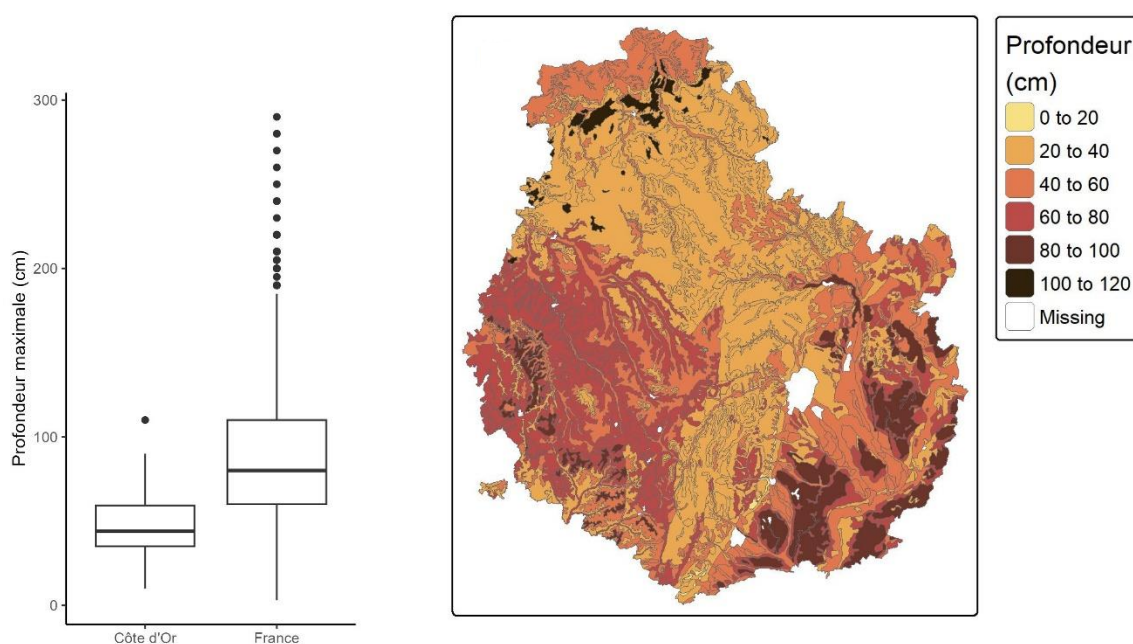 Profondeur maximale (cm)
300
200
100
0
Côte d'Or
France
Profondeur
(cm)
0 to 20
20 to 40
40 to 60
60 to 80
80 to 100
100 to 120
Missing